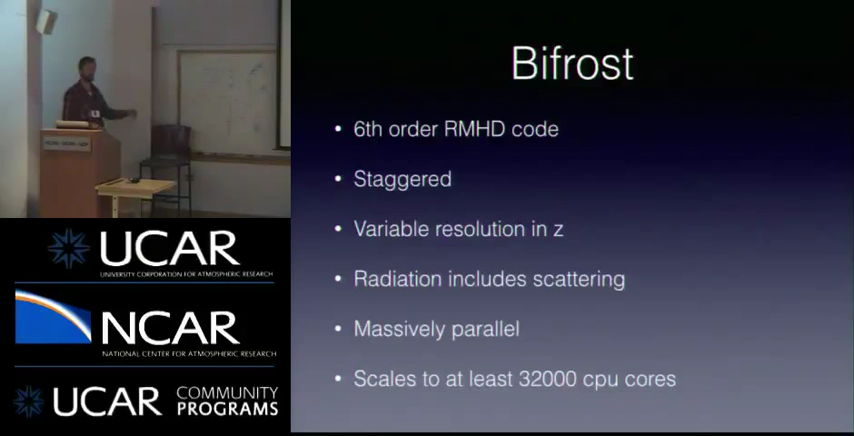 Bifrost
• 6th order RMHD code
• Staggered
• Variable resolution in z
• Radiation includes scattering
• Massively parallel
• Scales to at least 32000 cpu cores
UCAR
UNIVERSITY CORPORATION FOR ATMOSPHERIC RESEARCH
NCAR
NATIONAL CENTER FOR ATMOSPHERIC RESEARCH
UCAR COMMUNITY PROGRAMS